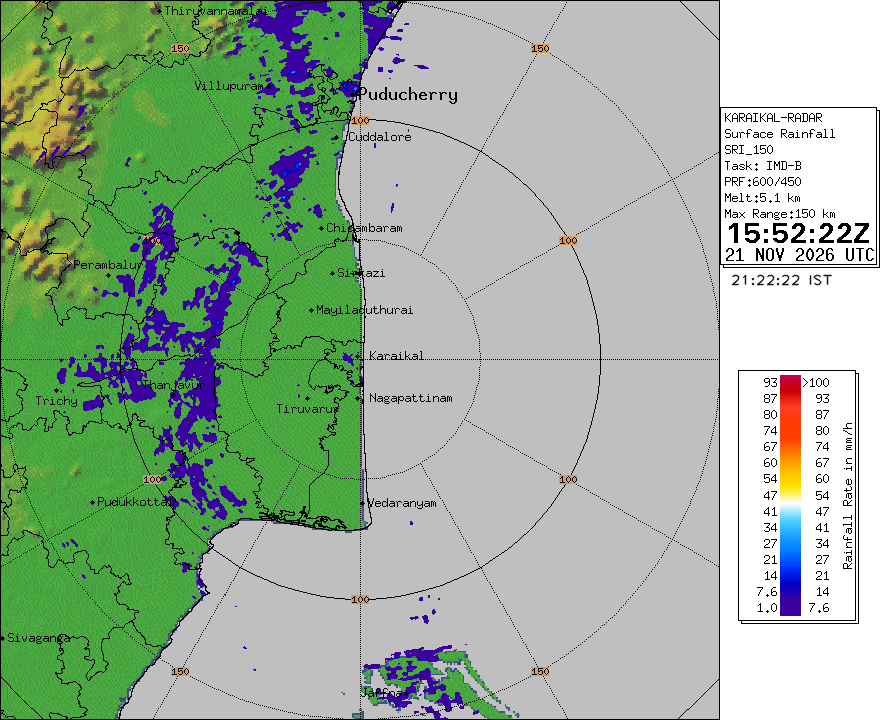 Thiruvannamalai
150
150
Villupuram
Puducherry
100
Cuddalore
Chidambaram
100
100
Perambalur
Sirkazi
Mayiladuthurai
Karaikal
Thanjavur
Trichy
Nagapattinam
Tiruvarur
100
100
Pudukkottai
Vedaranyam
100
Sivaganga
150
150
Jaffna
KARAIKAL-RADAR
Surface Rainfall
SRI_150
Task: IMD-B
PRF:600/450
Melt:5.1 km
Max Range:150 km
15:52:22Z
21 NOV 2026 UTC
21:22:22 IST
93 >100
87 93
80 87
74 80
67 74
60 67
54 60
47 54
41 47
34 41
27 34
21 27
14 21
7.6 14
1.0 7.6
Rainfall Rate in mm/h